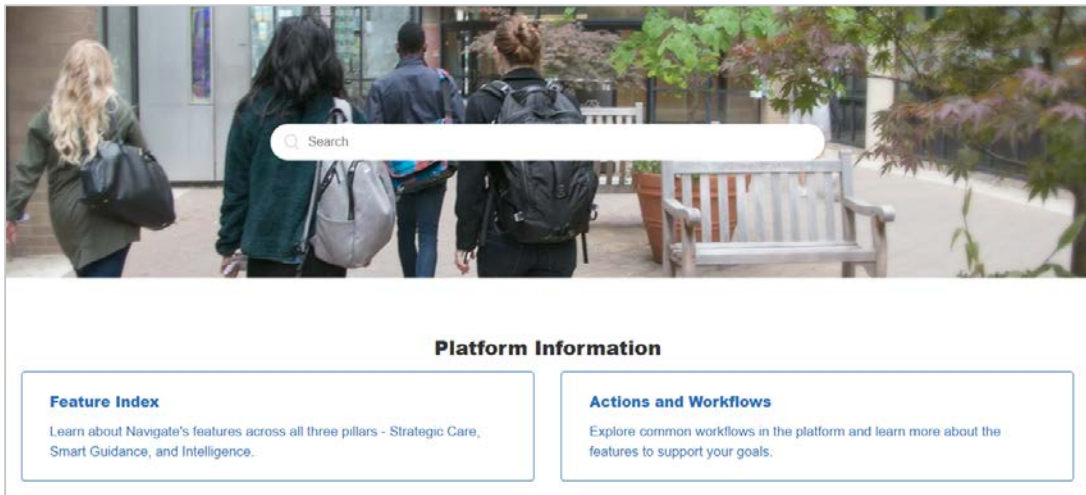 Search
Platform Information
Feature Index
Learn about Navigate's features across all three pillars - Strategic Care,
Smart Guidance, and Intelligence.
Actions and Workflows
Explore common workflows in the platform and learn more about the
features to support your goals.